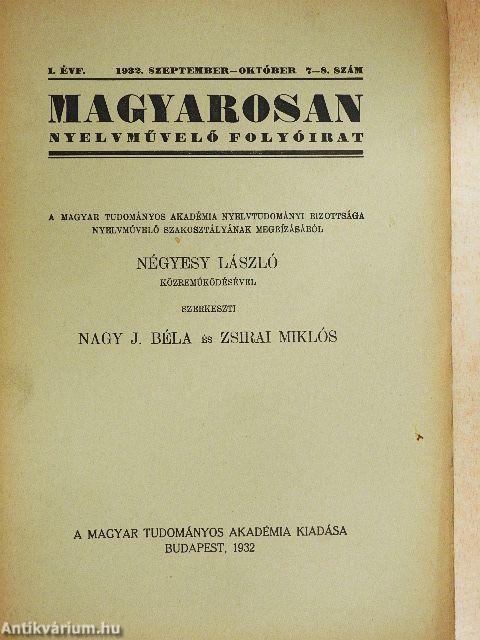 I. ÉVF. 1932. SZEPTEMBER—OKTÓBER 7—8. SZÁM
MAGYAROSAN
NYELVMŰVELŐ FOLYÓIRAT
A MAGYAR TUDOMÁNYOS AKADÉMIA NYELVTUDOMÁNYI BIZOTTSÁGA
NYELVMŰVELŐ SZAKOSZTÁLYÁNAK MEGBÍZÁSÁBÓL
NÉGYESY LÁSZLÓ
KÖZREMŰKÖDÉSÉVEL
SZERKESZTI
NAGY J. BÉLA ÉS ZSIRAI MIKLÓS
A MAGYAR TUDOMÁNYOS AKADÉMIA KIADÁSA
BUDAPEST, 1932
Antikvárium.hu